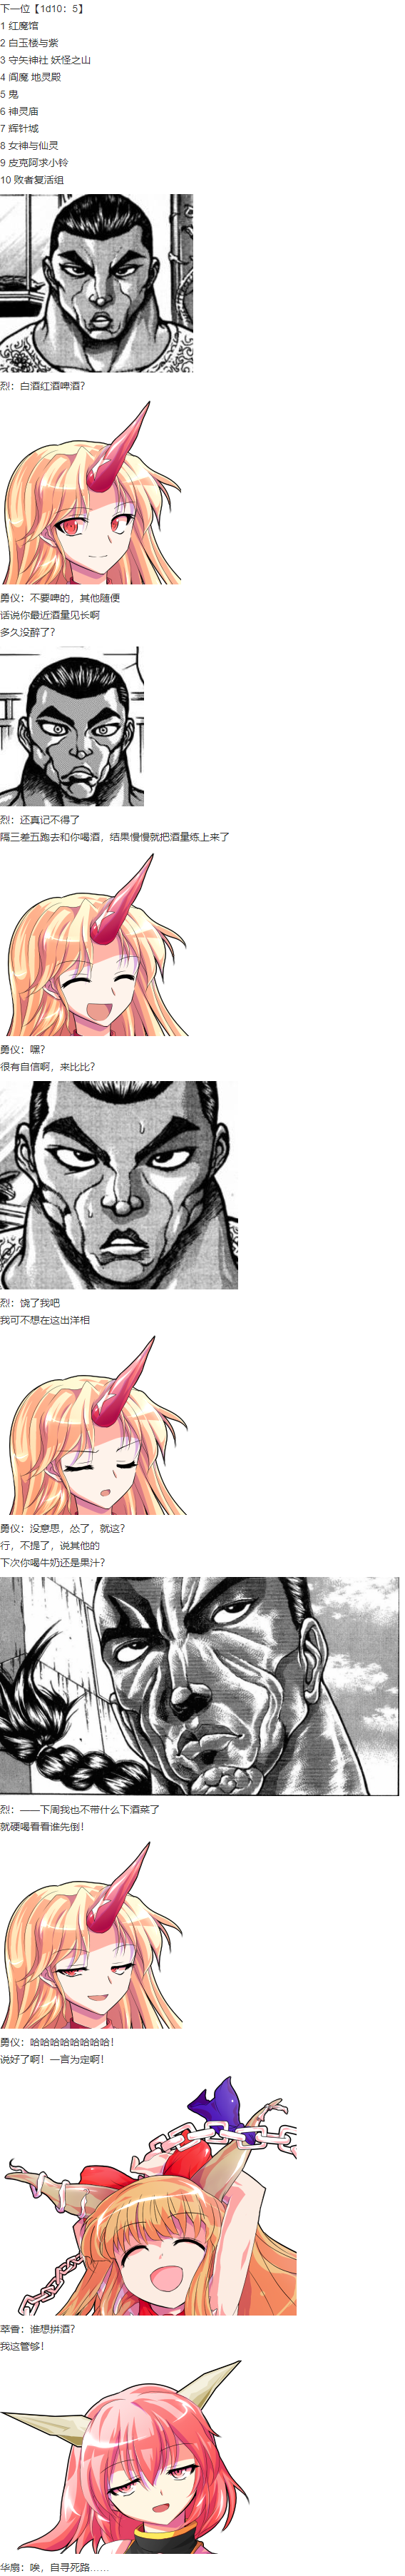 下一位【1d10：5】
1 红魔馆
2 白玉楼与紫
3 守矢神社 妖怪之山
4 阎魔 地灵殿
5 鬼
6 神灵庙
7 辉针城
8 女神与仙灵
9 皮克阿求小铃
10 败者复活组
烈：白酒红酒啤酒？
勇仪：不要啤的，其他随便
话说你最近酒量见长啊
多久没醉了？
烈：还真记不得了
隔三差五跑去和你喝酒，结果慢慢就把酒量练上来了
勇仪：嘿？
很有自信啊，来比比？
烈：饶了我吧
我可不想在这出洋相
勇仪：没意思，怂了，就这？
行，不提了，说其他的
下次你喝牛奶还是果汁？
烈：——下周我也不带什么下酒菜了
就硬喝看看谁先倒！
勇仪：哈哈哈哈哈哈哈哈！
说好了啊！一言为定啊！
萃香：谁想拼酒？
我这管够！
华扇：唉，自寻死路……